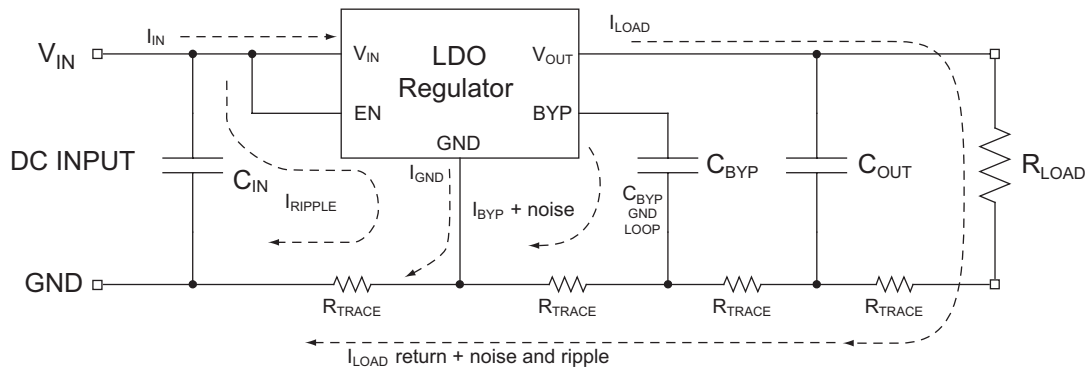 I_IN
I_LOAD
V_IN
V_IN
LDO
Regulator
V_OUT
EN
BYP
GND
DC INPUT
C_IN
I_RIPPLE
I_GND
I_BYP + noise
C_BYP
GND
LOOP
C_BYP
C_OUT
R_LOAD
GND
R_TRACE
R_TRACE
R_TRACE
R_TRACE
I_LOAD return + noise and ripple